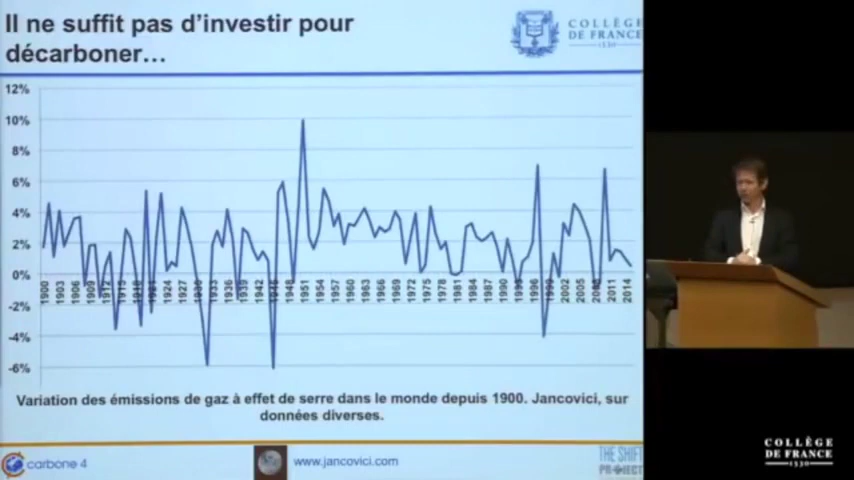 Il ne suffit pas d'investir pour
décarboner...
COLLÈGE
DE FRANCE
1530
12%
10%
8%
6%
4%
2%
0%
-2%
-4%
-6%
1900 1903 1906 1909 1912 1915 1918 1921 1924 1927 1930 1933 1936 1939 1942 1945 1948 1951 1954 1957 1960 1963 1966 1969 1972 1975 1978 1981 1984 1987 1990 1993 1996 1999 2002 2005 2008 2011 2014
Variation des émissions de gaz à effet de serre dans le monde depuis 1900. Jancovici, sur
données diverses.
carbone 4
www.jancovici.com
THE SHIFT
PROJECT
COLLÈGE
DE FRANCE
1530